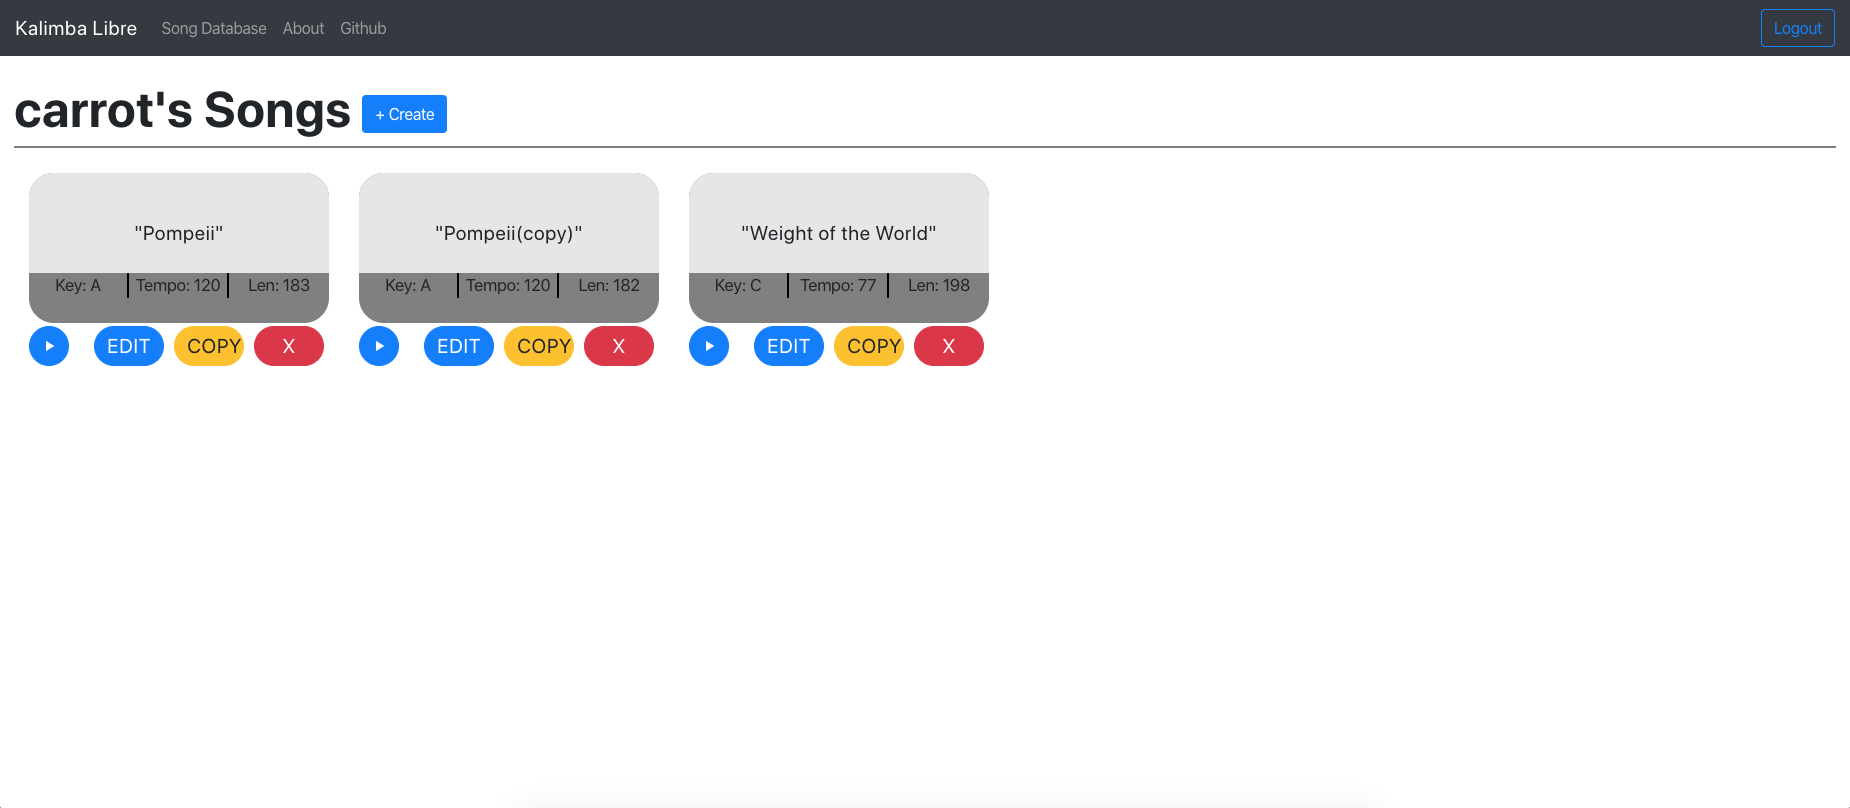 Kalimba Libre Song Database About Github Logout
carrot's Songs + Create
"Pompeii" "Pompeii(copy)" "Weight of the World"
Key: A Tempo: 120 Len: 183 Key: A Tempo: 120 Len: 182 Key: C Tempo: 77 Len: 198
EDIT COPY X EDIT COPY X EDIT COPY X